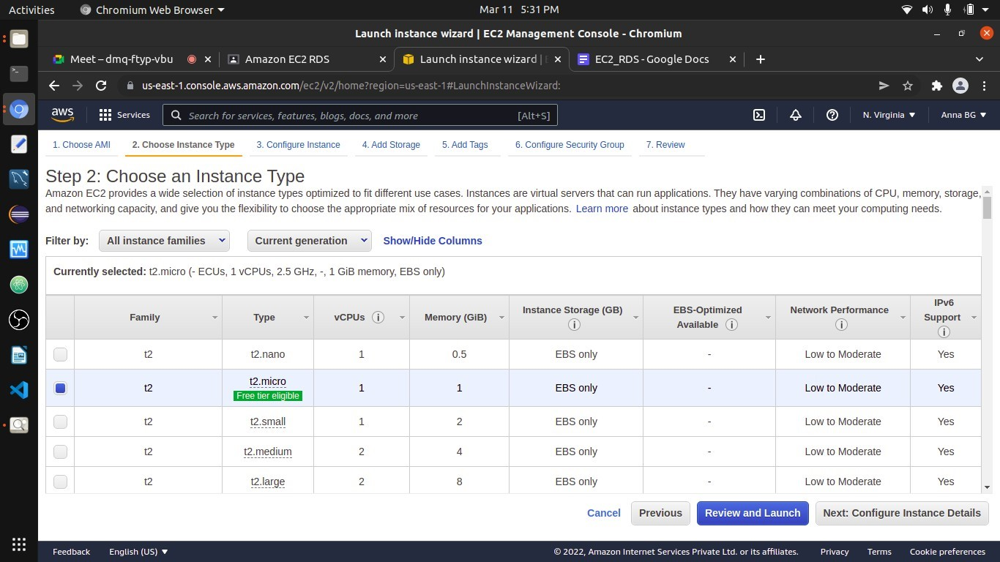 Activities
Chromium Web Browser
Mar 11 5:31 PM
Launch instance wizard | EC2 Management Console - Chromium
Meet – dmq-ftyp-vbu
Amazon EC2 RDS
Launch instance wizard |
EC2_RDS - Google Docs
us-east-1.console.aws.amazon.com/ec2/v2/home?region=us-east-1#LaunchInstanceWizard:
aws
Services
Search for services, features, blogs, docs, and more
[Alt+S]
N. Virginia
Anna BG
1. Choose AMI
2. Choose Instance Type
3. Configure Instance
4. Add Storage
5. Add Tags
6. Configure Security Group
7. Review
Step 2: Choose an Instance Type
Amazon EC2 provides a wide selection of instance types optimized to fit different use cases. Instances are virtual servers that can run applications. They have varying combinations of CPU, memory, storage,
and networking capacity, and give you the flexibility to choose the appropriate mix of resources for your applications. Learn more about instance types and how they can meet your computing needs.
Filter by:
All instance families
Current generation
Show/Hide Columns
Currently selected: t2.micro (- ECUs, 1 vCPUs, 2.5 GHz, -, 1 GiB memory, EBS only)
Family
Type
vCPUs
Memory (GiB)
Instance Storage (GB)
EBS-Optimized
Available
Network Performance
IPv6
Support
t2 t2.nano 1 0.5 EBS only - Low to Moderate Yes
t2 t2.micro 1 1 EBS only - Low to Moderate Yes
Free tier eligible
t2 t2.small 1 2 EBS only - Low to Moderate Yes
t2 t2.medium 2 4 EBS only - Low to Moderate Yes
t2 t2.large 2 8 EBS only - Low to Moderate Yes
Cancel
Previous
Review and Launch
Next: Configure Instance Details
Feedback
English (US)
© 2022, Amazon Internet Services Private Ltd. or its affiliates.
Privacy
Terms
Cookie preferences